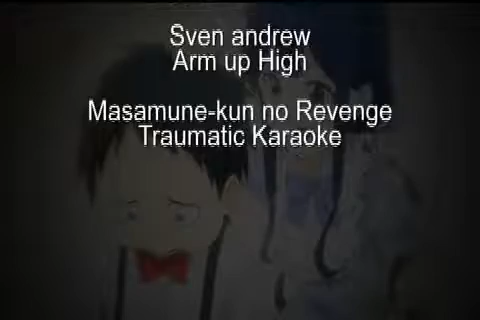 Sven andrew
Arm up High
Masamune-kun no Revenge
Traumatic Karaoke